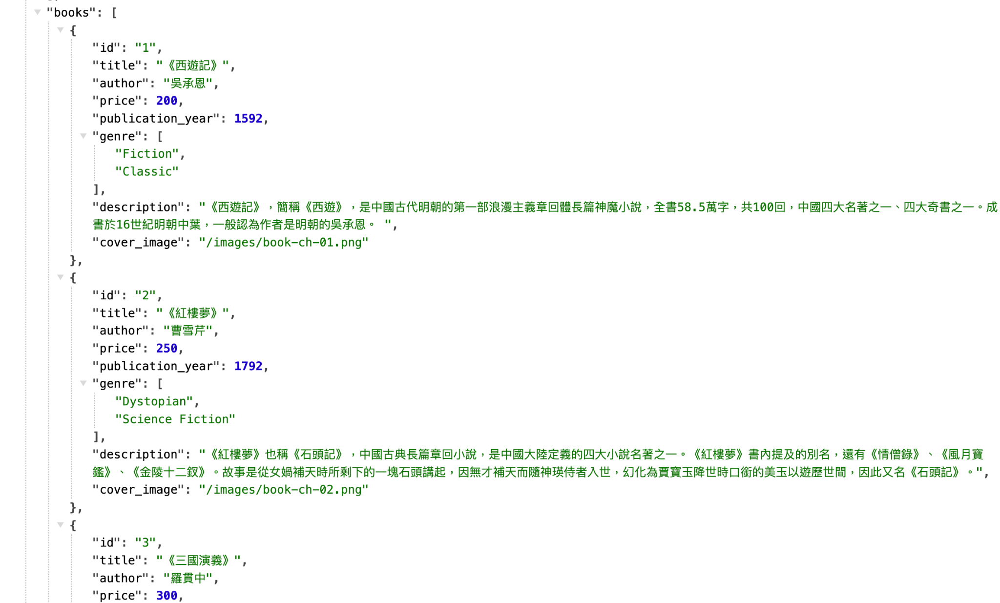 "books": [
{
"id": "1",
"title": "《西遊記》",
"author": "吳承恩",
"price": 200,
"publication_year": 1592,
"genre": [
"Fiction",
"Classic"
],
"description": "《西遊記》，簡稱《西遊》，是中國古代明朝的第一部浪漫主義章回體長篇神魔小說，全書58.5萬字，共100回，中國四大名著之一、四大奇書之一。成
書於16世紀明朝中葉，一般認為作者是明朝的吳承恩。 ",
"cover_image": "/images/book-ch-01.png"
},
{
"id": "2",
"title": "《紅樓夢》",
"author": "曹雪芹",
"price": 250,
"publication_year": 1792,
"genre": [
"Dystopian",
"Science Fiction"
],
"description": "《紅樓夢》也稱《石頭記》，中國古典長篇章回小說，是中國大陸定義的四大小說名著之一。《紅樓夢》書內提及的別名，還有《情僧錄》、《風月寶
鑑》、《金陵十二釵》。故事是從女媧補天時所剩下的一塊石頭講起，因無才補天而隨神瑛侍者入世，幻化為賈寶玉降世時口銜的美玉以遊歷世間，因此又名《石頭記》。",
"cover_image": "/images/book-ch-02.png"
},
{
"id": "3",
"title": "《三國演義》",
"author": "羅貫中",
"price": 300,